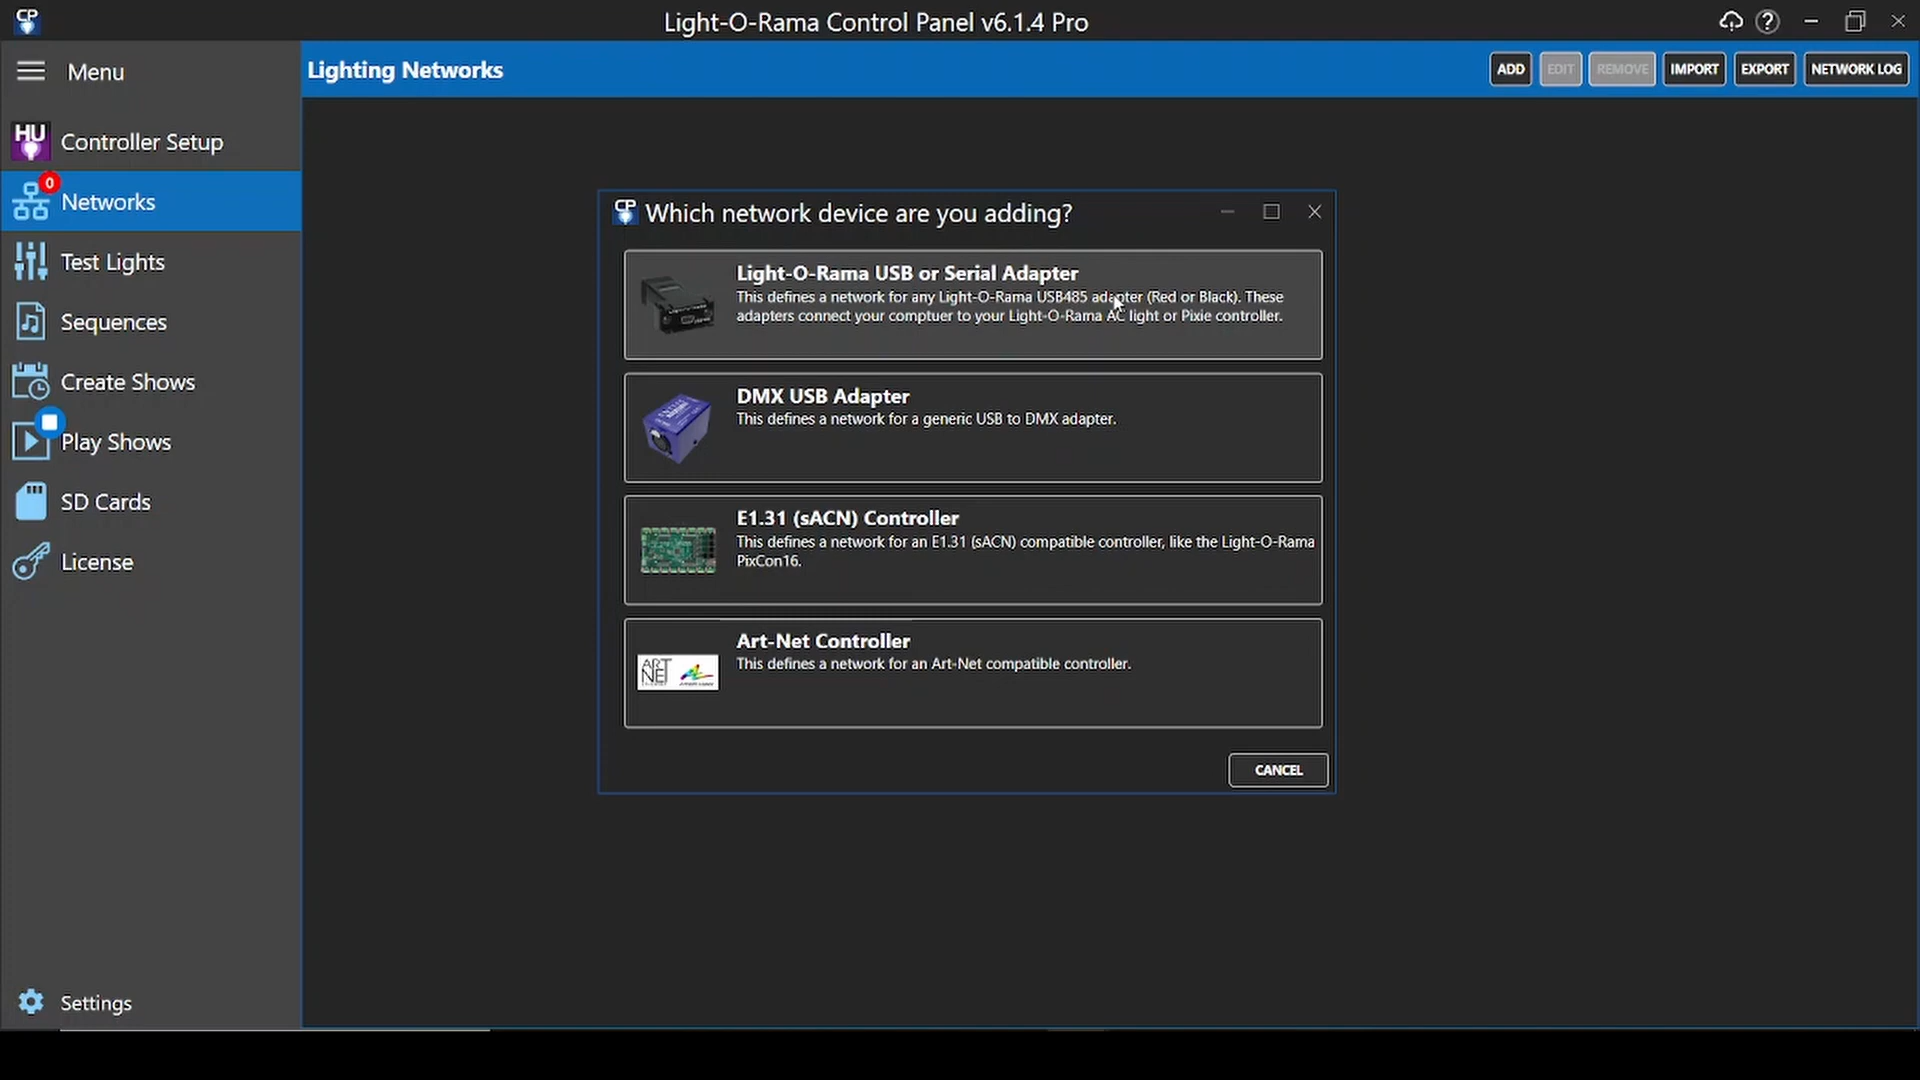 CP
Light-O-Rama Control Panel v6.1.4 Pro
Menu
Lighting Networks
ADD
EDIT
REMOVE
IMPORT
EXPORT
NETWORK LOG
HU
Controller Setup
0
Networks
Test Lights
Sequences
Create Shows
Play Shows
SD Cards
License
Settings
CP
Which network device are you adding?
Light-O-Rama USB or Serial Adapter
This defines a network for any Light-O-Rama USB485 adapter (Red or Black). These
adapters connect your comptuer to your Light-O-Rama AC light or Pixie controller.
DMX USB Adapter
This defines a network for a generic USB to DMX adapter.
E1.31 (sACN) Controller
This defines a network for an E1.31 (sACN) compatible controller, like the Light-O-Rama
PixCon16.
Art-Net Controller
This defines a network for an Art-Net compatible controller.
ART
NET
CANCEL